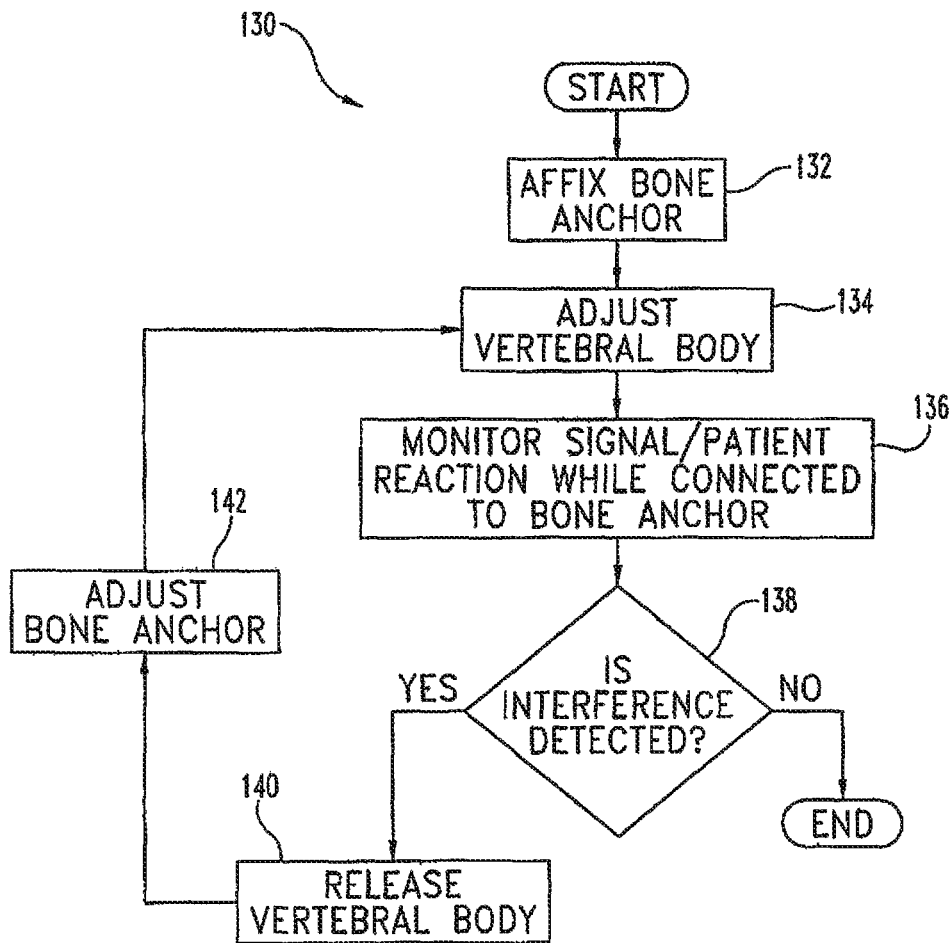 130
START
AFFIX BONE
ANCHOR
132
ADJUST
VERTEBRAL BODY
134
MONITOR SIGNAL/PATIENT
REACTION WHILE CONNECTED
TO BONE ANCHOR
136
IS
INTERFERENCE
DETECTED?
138
YES
NO
END
RELEASE
VERTEBRAL BODY
140
ADJUST
BONE ANCHOR
142